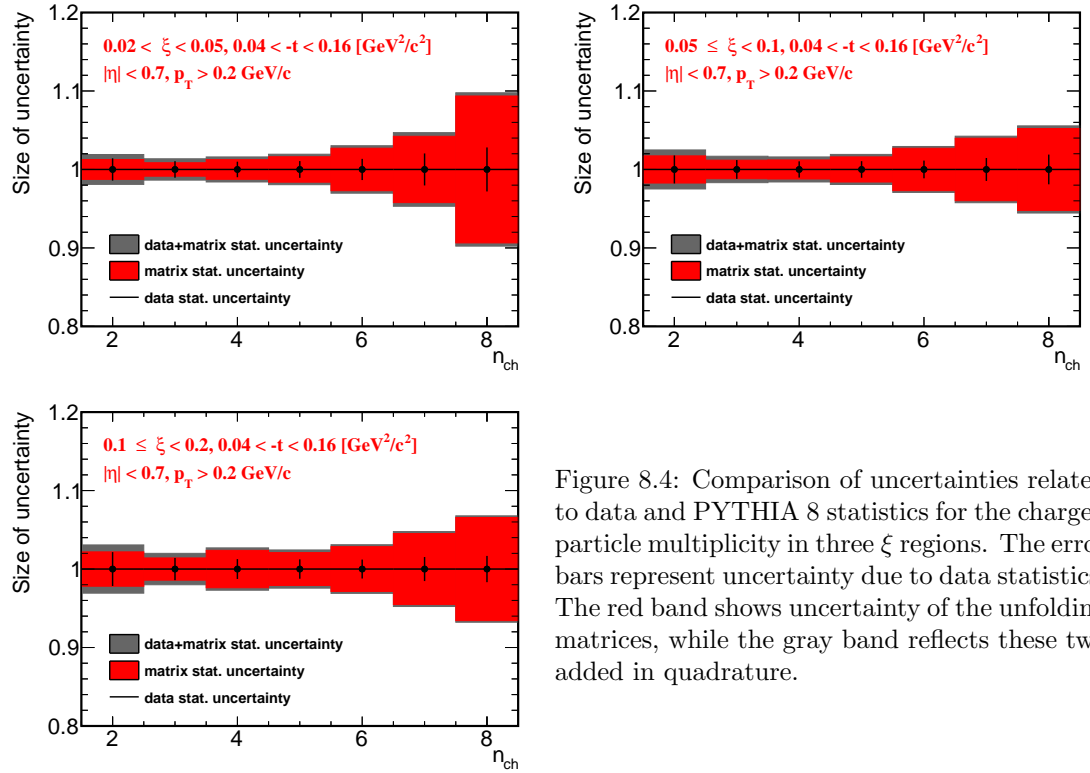 1.2
1.1
1
0.9
0.8
Size of uncertainty
0.02 < ξ < 0.05, 0.04 < -t < 0.16 [GeV²/c²]
|η| < 0.7, p_T > 0.2 GeV/c
data+matrix stat. uncertainty
matrix stat. uncertainty
data stat. uncertainty
2 4 6 8
n_ch
1.2
1.1
1
0.9
0.8
Size of uncertainty
0.05 ≤ ξ < 0.1, 0.04 < -t < 0.16 [GeV²/c²]
|η| < 0.7, p_T > 0.2 GeV/c
data+matrix stat. uncertainty
matrix stat. uncertainty
data stat. uncertainty
2 4 6 8
n_ch
1.2
1.1
1
0.9
0.8
Size of uncertainty
0.1 ≤ ξ < 0.2, 0.04 < -t < 0.16 [GeV²/c²]
|η| < 0.7, p_T > 0.2 GeV/c
data+matrix stat. uncertainty
matrix stat. uncertainty
data stat. uncertainty
2 4 6 8
n_ch
Figure 8.4: Comparison of uncertainties relate
to data and PYTHIA 8 statistics for the charge
particle multiplicity in three ξ regions. The erro
bars represent uncertainty due to data statistic
The red band shows uncertainty of the unfoldin
matrices, while the gray band reflects these tw
added in quadrature.